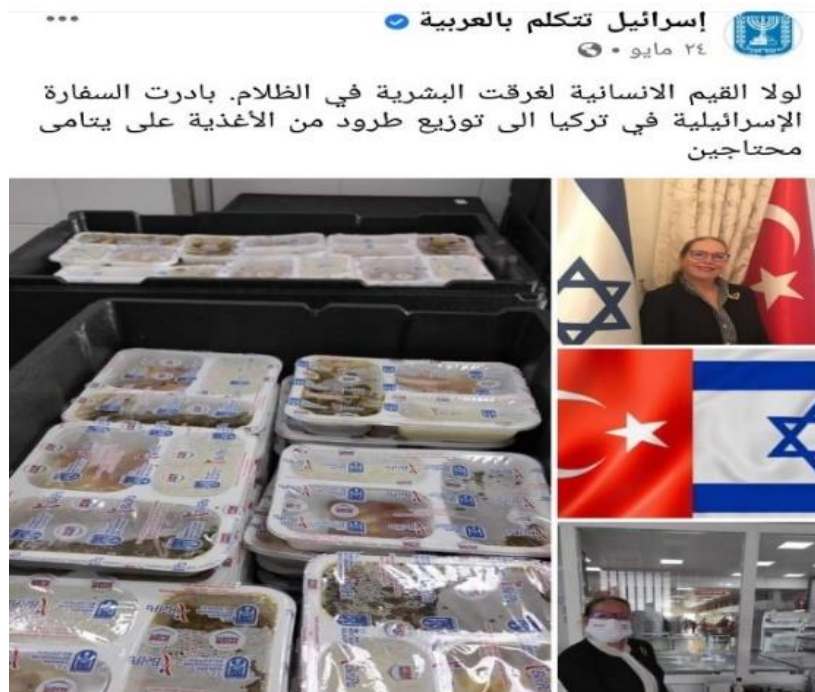 إسرائيل تتكلم بالعربية
٢٤ مايو
لولا القيم الانسانية لغرقت البشرية في الظلام. بادرت السفارة
الإسرائيلية في تركيا الى توزيع طرود من الأغذية على يتامى
محتاجين